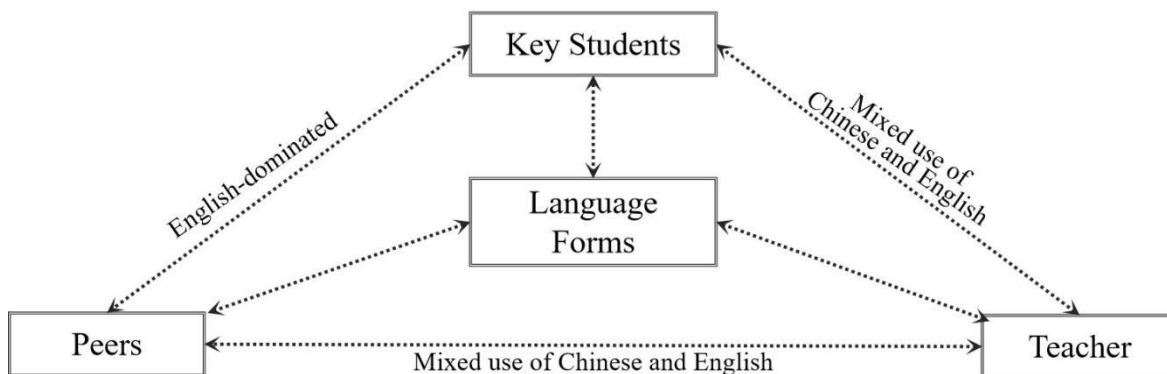 Key Students
English-dominated
Mixed use of
Chinese and English
Language
Forms
Peers
Mixed use of Chinese and English
Teacher